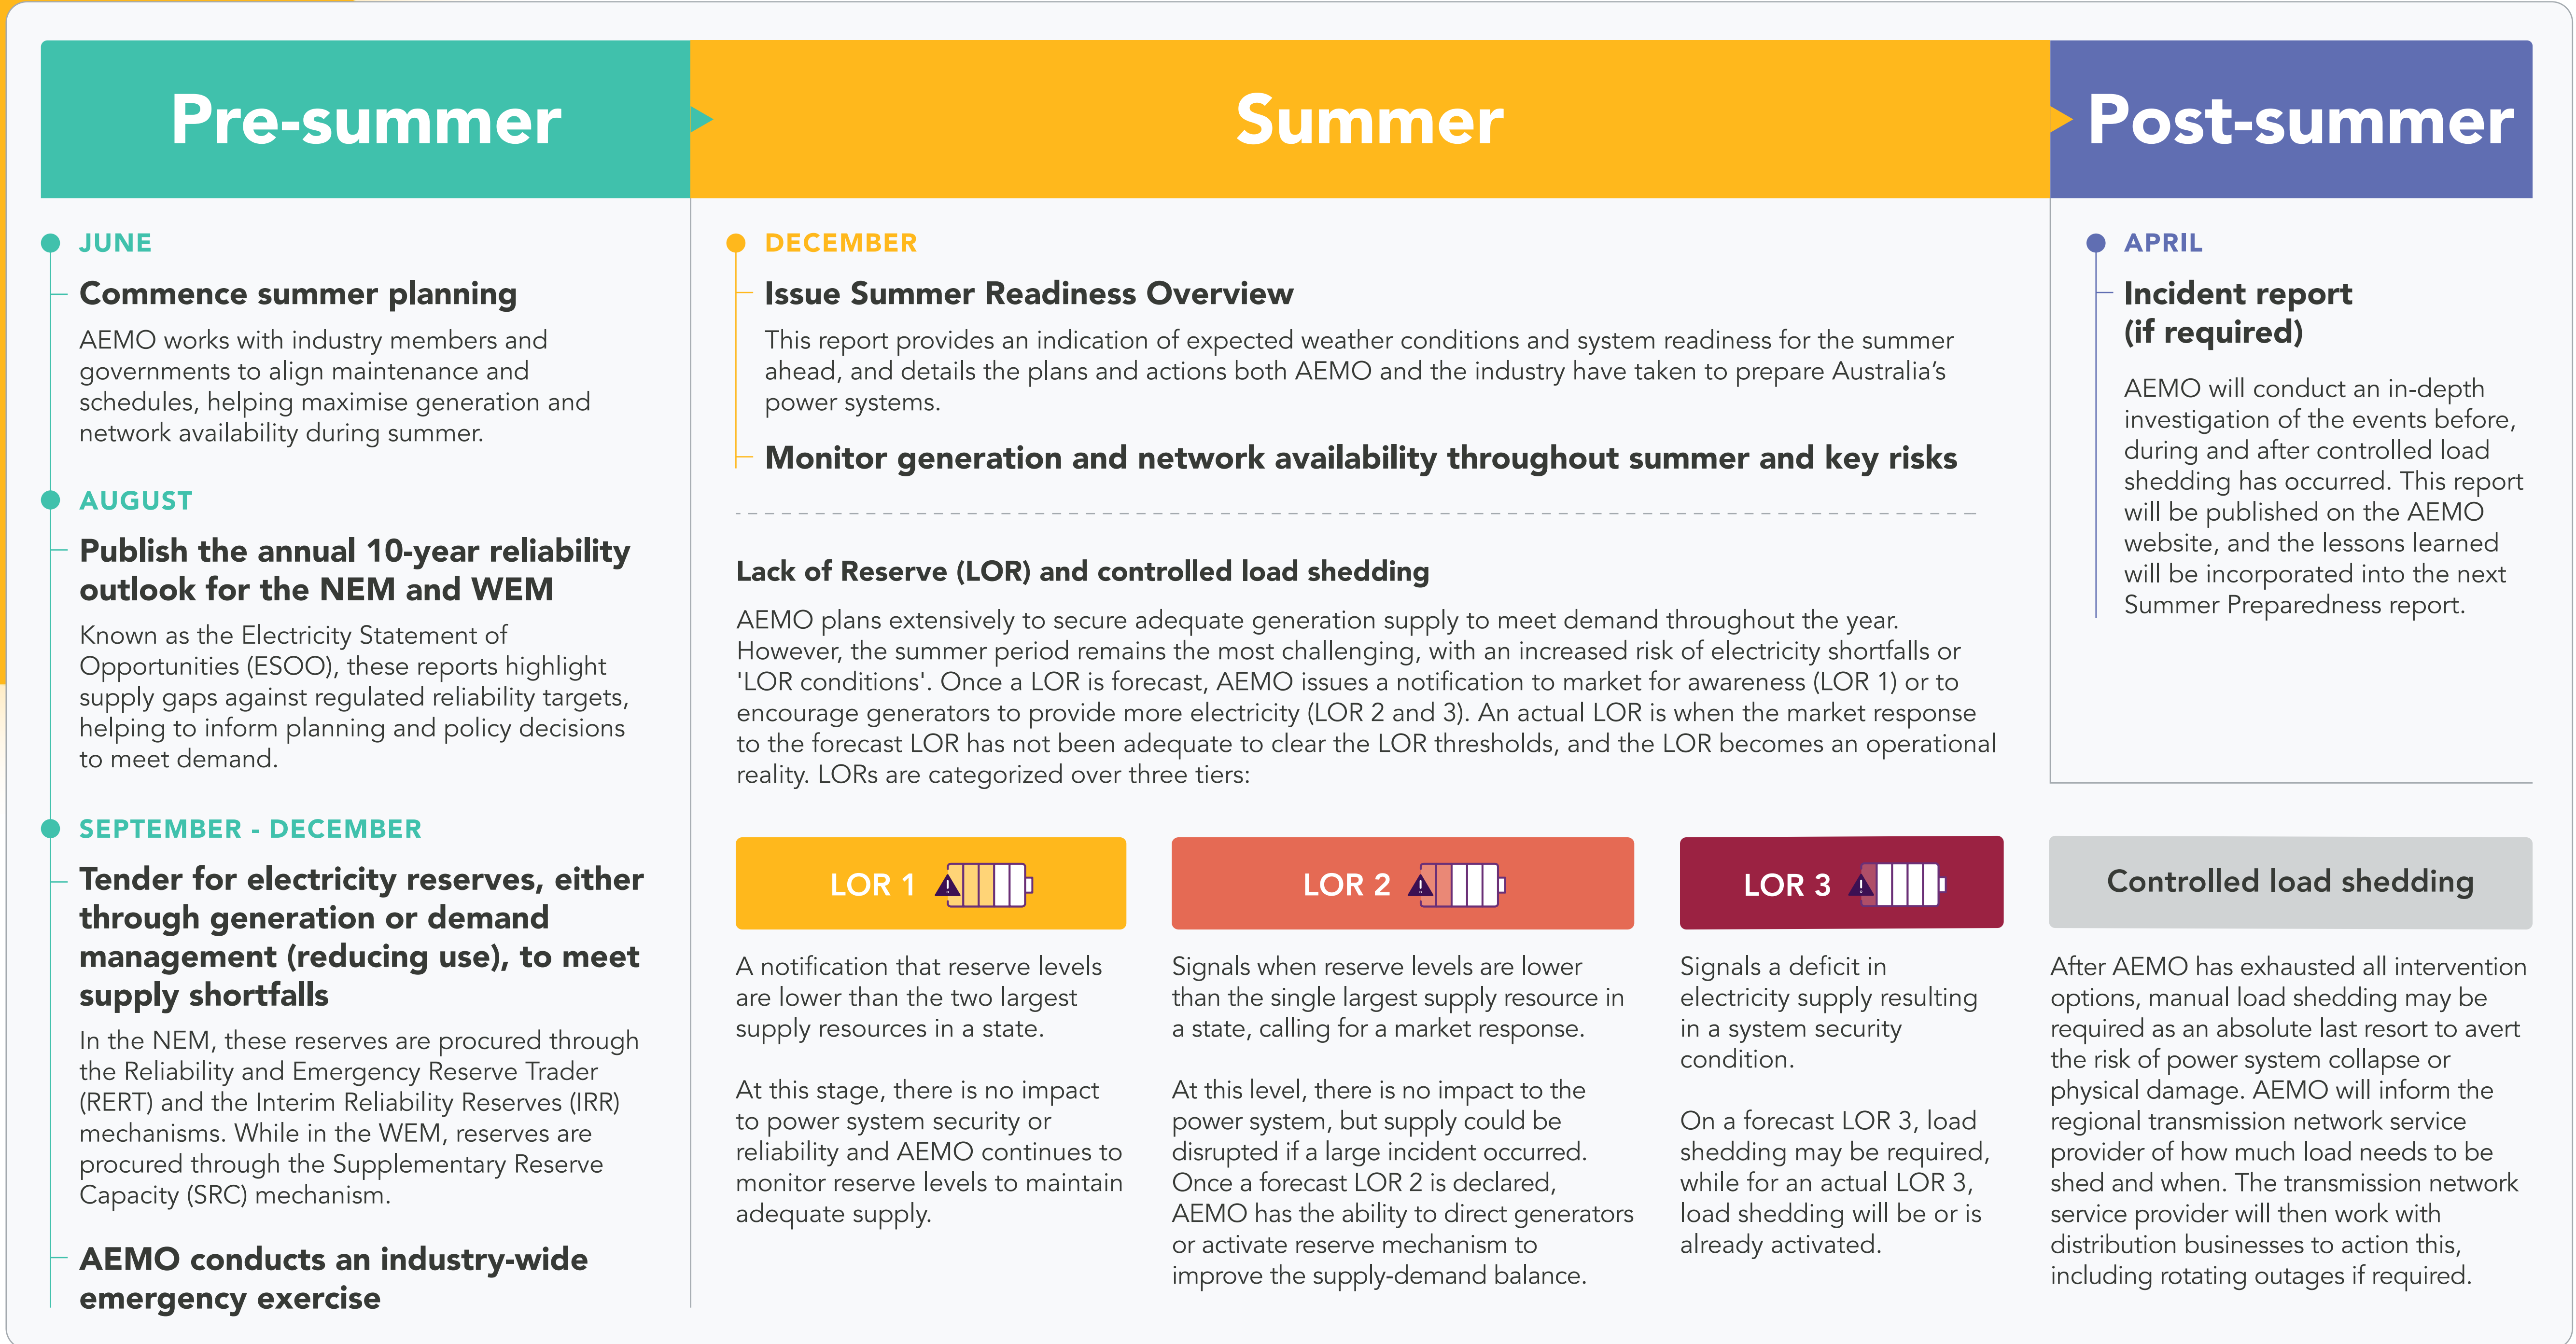 Pre-summer
Summer
Post-summer
JUNE
Commence summer planning
AEMO works with industry members and
governments to align maintenance and
schedules, helping maximise generation and
network availability during summer.
AUGUST
Publish the annual 10-year reliability
outlook for the NEM and WEM
Known as the Electricity Statement of
Opportunities (ESOO), these reports highlight
supply gaps against regulated reliability targets,
helping to inform planning and policy decisions
to meet demand.
SEPTEMBER - DECEMBER
Tender for electricity reserves, either
through generation or demand
management (reducing use), to meet
supply shortfalls
In the NEM, these reserves are procured through
the Reliability and Emergency Reserve Trader
(RERT) and the Interim Reliability Reserves (IRR)
mechanisms. While in the WEM, reserves are
procured through the Supplementary Reserve
Capacity (SRC) mechanism.
AEMO conducts an industry-wide
emergency exercise
DECEMBER
Issue Summer Readiness Overview
This report provides an indication of expected weather conditions and system readiness for the summer
ahead, and details the plans and actions both AEMO and the industry have taken to prepare Australia’s
power systems.
Monitor generation and network availability throughout summer and key risks
Lack of Reserve (LOR) and controlled load shedding
AEMO plans extensively to secure adequate generation supply to meet demand throughout the year.
However, the summer period remains the most challenging, with an increased risk of electricity shortfalls or
'LOR conditions'. Once a LOR is forecast, AEMO issues a notification to market for awareness (LOR 1) or to
encourage generators to provide more electricity (LOR 2 and 3). An actual LOR is when the market response
to the forecast LOR has not been adequate to clear the LOR thresholds, and the LOR becomes an operational
reality. LORs are categorized over three tiers:
LOR 1
A notification that reserve levels
are lower than the two largest
supply resources in a state.
At this stage, there is no impact
to power system security or
reliability and AEMO continues to
monitor reserve levels to maintain
adequate supply.
LOR 2
Signals when reserve levels are lower
than the single largest supply resource in
a state, calling for a market response.
At this level, there is no impact to the
power system, but supply could be
disrupted if a large incident occurred.
Once a forecast LOR 2 is declared,
AEMO has the ability to direct generators
or activate reserve mechanism to
improve the supply-demand balance.
LOR 3
Signals a deficit in
electricity supply resulting
in a system security
condition.
On a forecast LOR 3, load
shedding may be required,
while for an actual LOR 3,
load shedding will be or is
already activated.
APRIL
Incident report
(if required)
AEMO will conduct an in-depth
investigation of the events before,
during and after controlled load
shedding has occurred. This report
will be published on the AEMO
website, and the lessons learned
will be incorporated into the next
Summer Preparedness report.
Controlled load shedding
After AEMO has exhausted all intervention
options, manual load shedding may be
required as an absolute last resort to avert
the risk of power system collapse or
physical damage. AEMO will inform the
regional transmission network service
provider of how much load needs to be
shed and when. The transmission network
service provider will then work with
distribution businesses to action this,
including rotating outages if required.